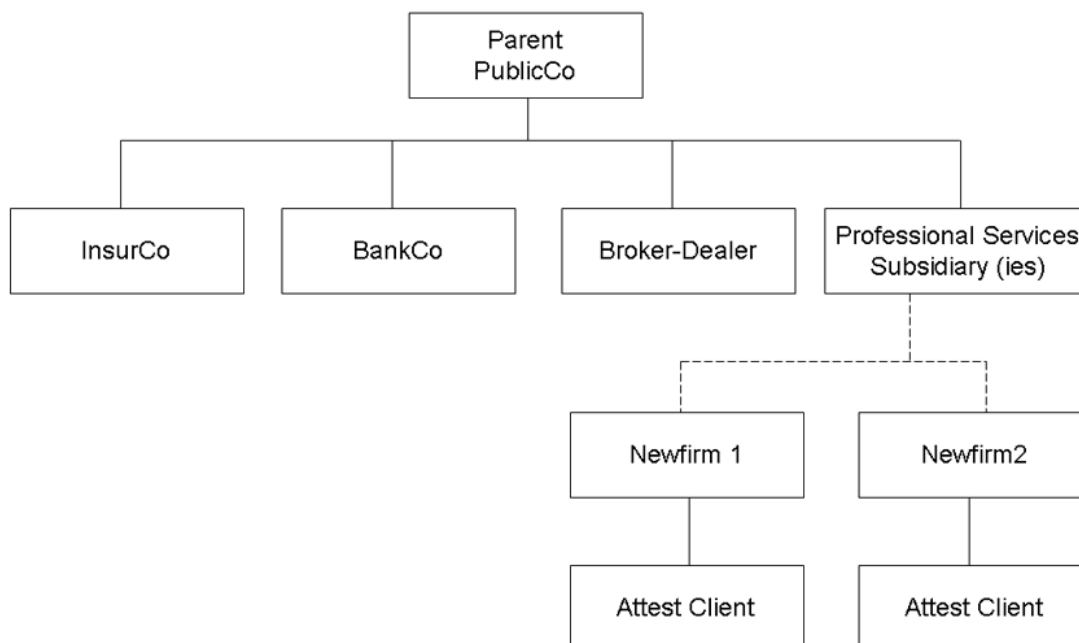 Parent
PublicCo
InsurCo
BankCo
Broker-Dealer
Professional Services
Subsidiary (ies)
Newfirm 1
Newfirm2
Attest Client
Attest Client